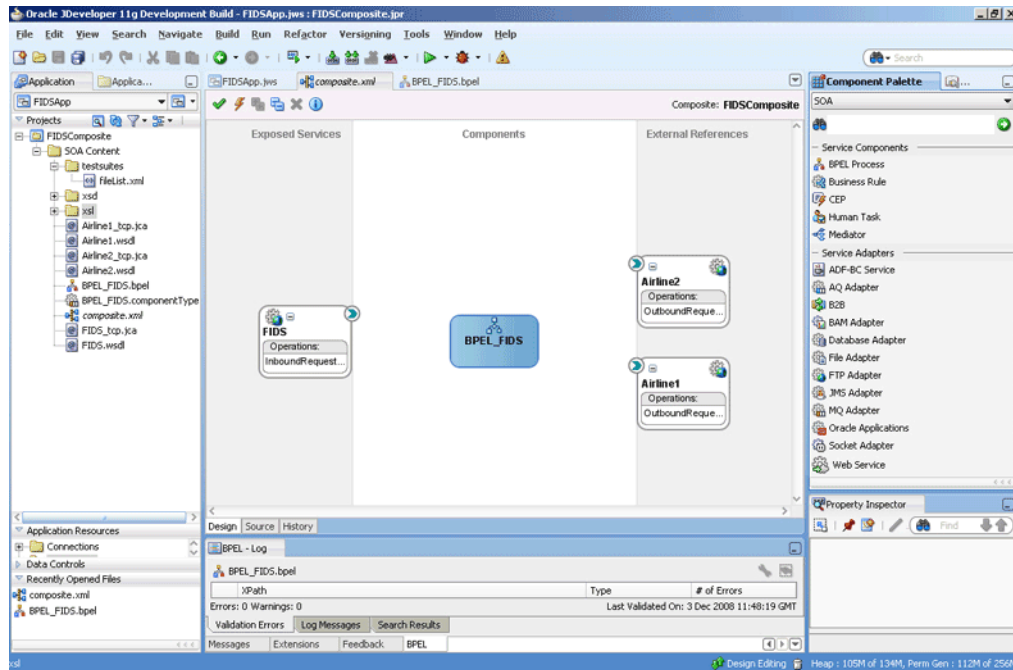 Oracle JDeveloper 11g Development Build - FIDSApp.jws : FIDSComposite.jpr
File Edit View Search Navigate Build Run Refactor Versioning Tools Window Help
Search
Application Applica...
FIDSApp
Projects
FIDSComposite
SOA Content
testsuites
fileList.xml
xsd
xsl
Airline1_tcp.jca
Airline1.wsdl
Airline2_tcp.jca
Airline2.wsdl
BPEL_FIDS.bpel
BPEL_FIDS.componentType
composite.xml
FIDS_tcp.jca
FIDS.wsdl
Application Resources
Connections
Data Controls
Recently Opened Files
composite.xml
BPEL_FIDS.bpel
FIDSApp.jws composite.xml BPEL_FIDS.bpel
Composite: FIDSComposite
Exposed Services Components External References
FIDS
Operations:
InboundRequest...
BPEL_FIDS
Airline2
Operations:
OutboundReque...
Airline1
Operations:
OutboundReque...
Design Source History
BPEL - Log
BPEL_FIDS.bpel
XPath Type # of Errors
Errors: 0 Warnings: 0 Last Validated On: 3 Dec 2008 11:48:19 GMT
Validation Errors Log Messages Search Results
Messages Extensions Feedback BPEL
Component Palette
SOA
Service Components
BPEL Process
Business Rule
CEP
Human Task
Mediator
Service Adapters
ADF-BC Service
AQ Adapter
B2B
BAM Adapter
Database Adapter
File Adapter
FTP Adapter
JMS Adapter
MQ Adapter
Oracle Applications
Socket Adapter
Web Service
Property Inspector
Find
xsl Design Editing Heap : 105M of 134M, Perm Gen : 112M of 256M